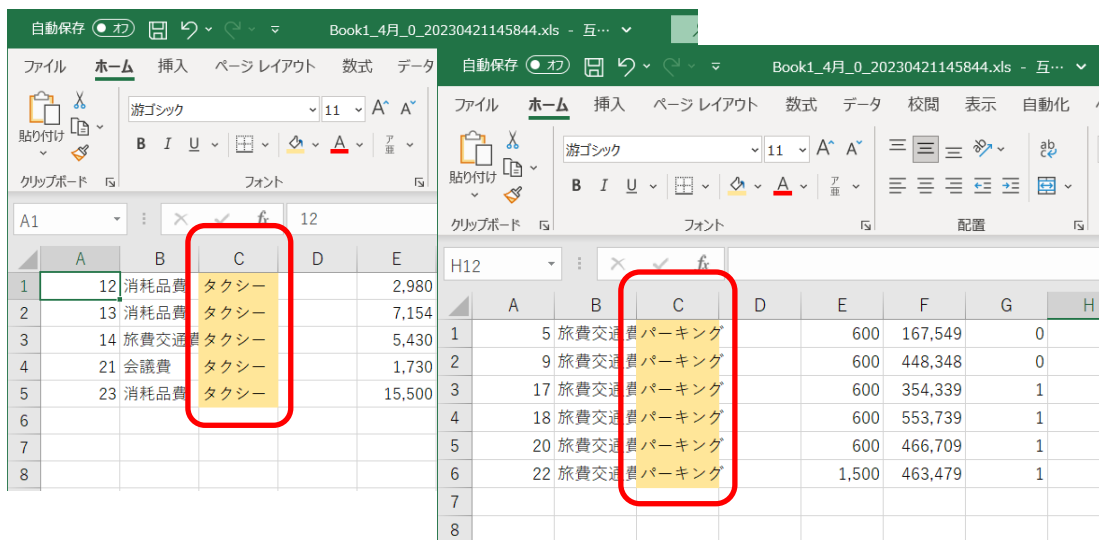 自動保存 オフ Book1_4月_0_20230421145844.xls - 互…
ファイル ホーム 挿入 ページ レイアウト 数式 データ
貼り付け
游ゴシック 11 A A
B I U A ア亜
クリップボード フォント
A1 fx 12
A B C D E
1 12 消耗品費 タクシー 2,980
2 13 消耗品費 タクシー 7,154
3 14 旅費交通費 タクシー 5,430
4 21 会議費 タクシー 1,730
5 23 消耗品費 タクシー 15,500
6
7
8
自動保存 オフ Book1_4月_0_20230421145844.xls - 互…
ファイル ホーム 挿入 ページ レイアウト 数式 データ 校閲 表示 自動化
貼り付け
游ゴシック 11 A A ab
B I U A ア亜
クリップボード フォント 配置
H12 fx
A B C D E F G H
1 5 旅費交通費 パーキング 600 167,549 0
2 9 旅費交通費 パーキング 600 448,348 0
3 17 旅費交通費 パーキング 600 354,339 1
4 18 旅費交通費 パーキング 600 553,739 1
5 20 旅費交通費 パーキング 600 466,709 1
6 22 旅費交通費 パーキング 1,500 463,479 1
7
8